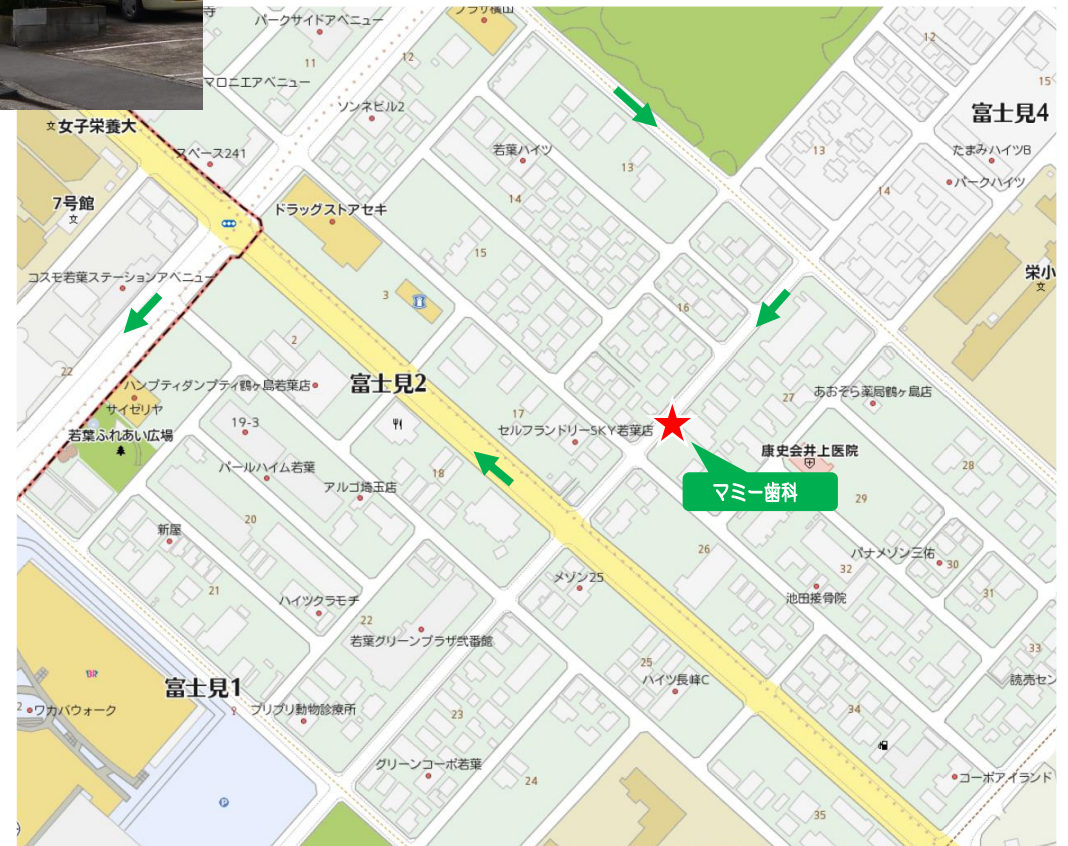 プラザ横山
寺
パークサイドアベニュー
12
12
11
マロニエアベニュー
15
ソンネビル2
富士見4
女子栄養大
スペース241
若葉ハイツ
13
13
たまみハイツB
パークハイツ
14
14
7号館
ドラッグストアセキ
15
コスモ若葉ステーションアベニュー
栄小
3
16
2
22
富士見2
ハンプティダンプティ鶴ヶ島若葉店
サイゼリヤ
あおぞら薬局鶴ヶ島店
27
17
19-3
セルフランドリーSKY若葉店
若葉ふれあい広場
康史会井上医院
パールハイム若葉
28
18
アルゴ埼玉店
マミー歯科
29
20
新屋
26
パナメゾン三佑
30
32
メゾン25
21
31
池田接骨院
ハイツクラモチ
22
若葉グリーンプラザ弐番館
33
25
ハイツ長峰C
読売セン
富士見1
BR
ワカバウォーク
プリプリ動物診療所
23
34
グリーンコーポ若葉
24
コーポアイランド
P
35